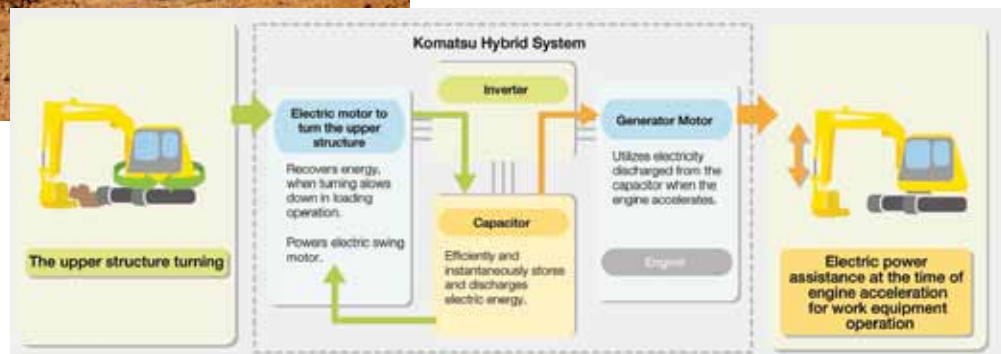 Komatsu Hybrid System
The upper structure turning
Electric motor to
turn the upper
structure
Recovers energy,
when turning slows
down in loading
operation.
Powers electric swing
motor.
Inverter
Capacitor
Efficiently and
instantaneously stores
and discharges
electric energy.
Generator Motor
Utilizes electricity
discharged from the
capacitor when the
engine accelerates.
Engine
Electric power
assistance at the time of
engine acceleration
for work equipment
operation